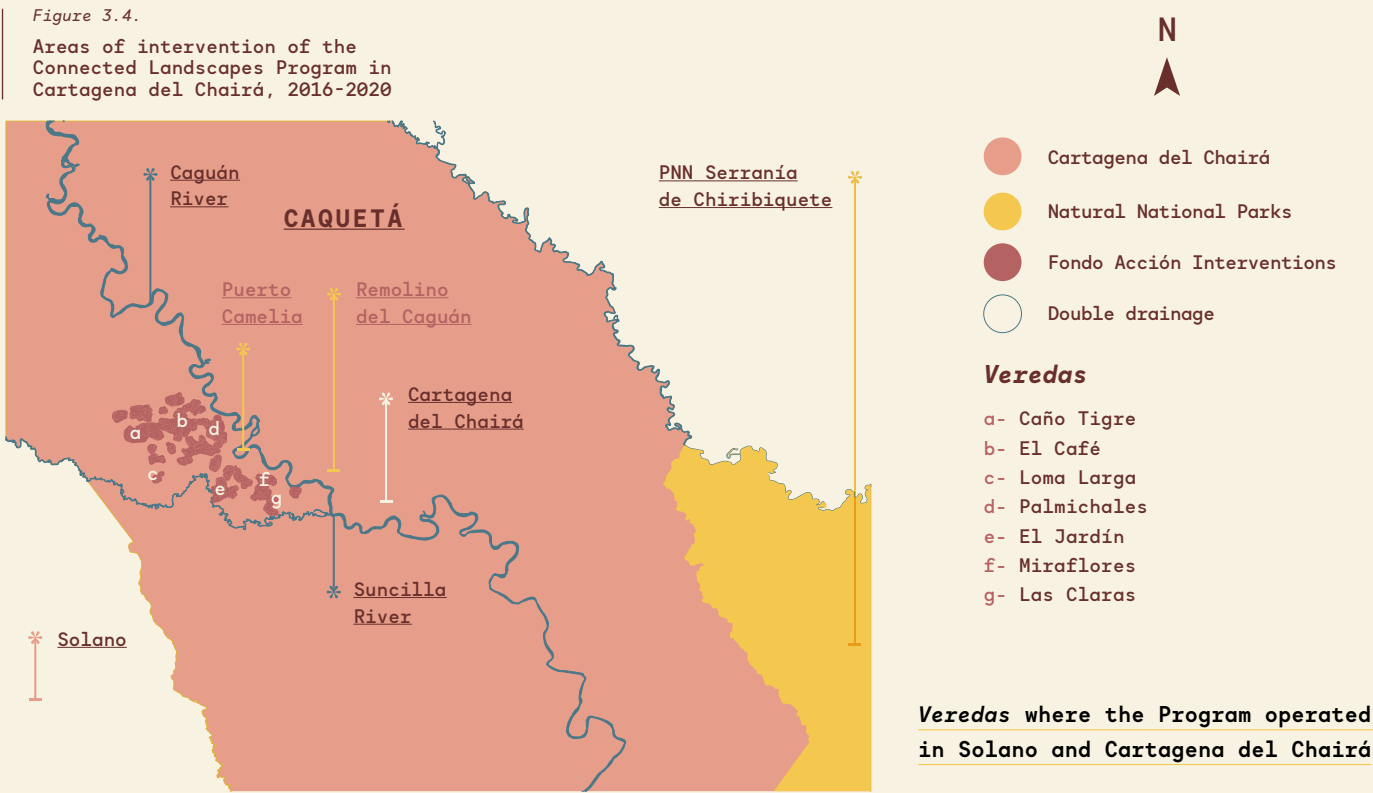 Figure 3.4.
Areas of intervention of the
Connected Landscapes Program in
Cartagena del Chairá, 2016-2020
N
Caguán
River
CAQUETÁ
PNN Serranía
de Chiribiquete
Puerto
Camelia
Remolino
del Caguán
Cartagena
del Chairá
a
b
d
c
e
f
g
Suncilla
River
Solano
Cartagena del Chairá
Natural National Parks
Fondo Acción Interventions
Double drainage
Veredas
a- Caño Tigre
b- El Café
c- Loma Larga
d- Palmichales
e- El Jardín
f- Miraflores
g- Las Claras
Veredas where the Program operated
in Solano and Cartagena del Chairá